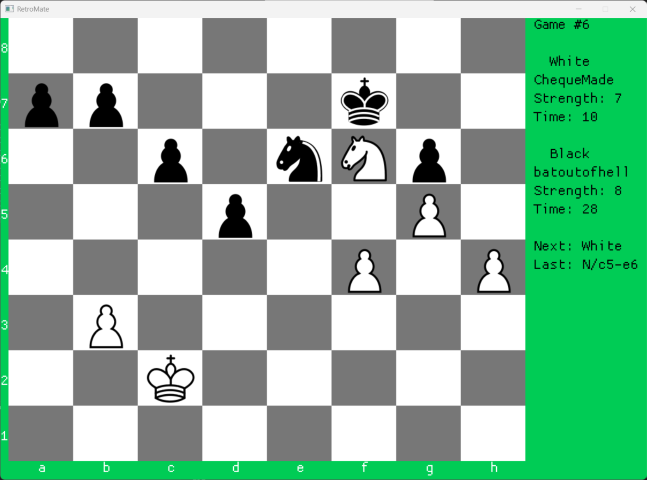 RetroMate
8
7
6
5
4
3
2
1
a b c d e f g h
Game #6
White
ChequeMade
Strength: 7
Time: 10
Black
batoutofhell
Strength: 8
Time: 28
Next: White
Last: N/c5-e6